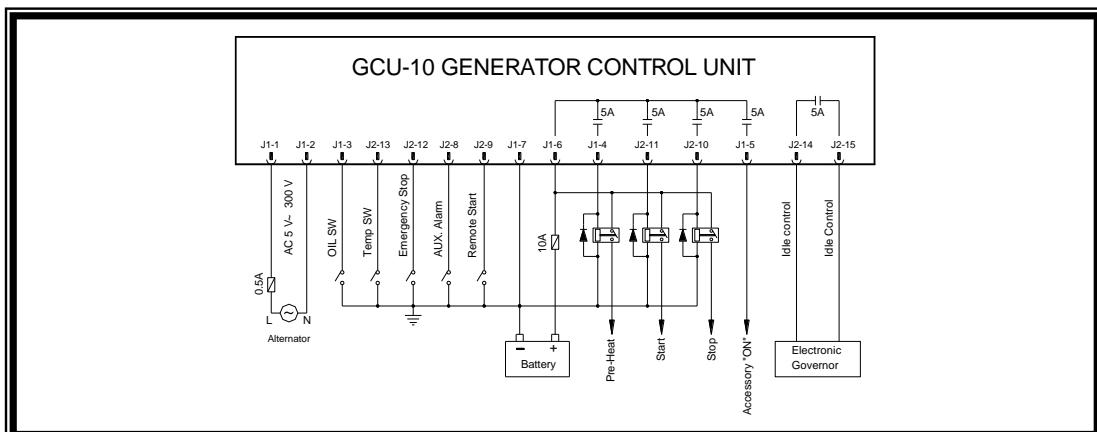 GCU-10 GENERATOR CONTROL UNIT
5A 5A 5A 5A 5A
J1-1 J1-2 J1-3 J2-13 J2-12 J2-8 J2-9 J1-7 J1-6 J1-4 J2-11 J2-10 J1-5 J2-14 J2-15
AC 5 V~ 300 V
OIL SW
Temp SW
Emergency Stop
AUX. Alarm
Remote Start
10A
Idle control
Idle Control
0.5A
L N
Alternator
− +
Battery
Pre-Heat
Start
Stop
Accessory "ON"
Electronic
Governor